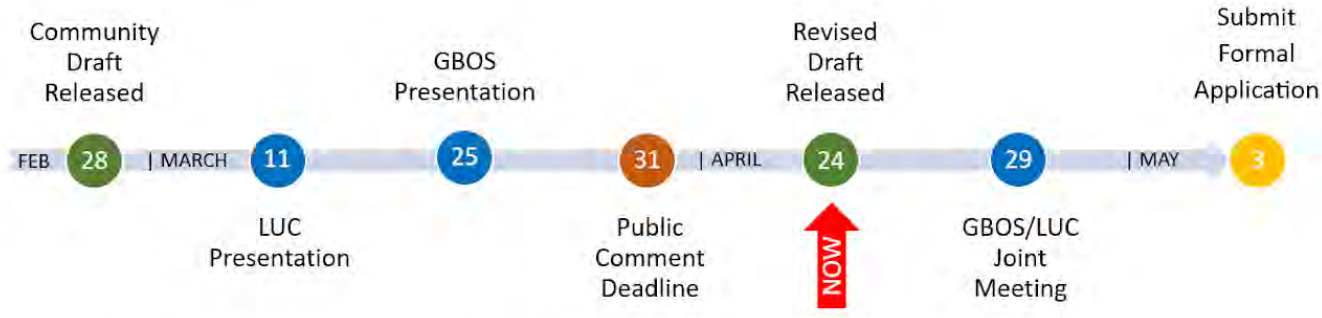 Community
Draft
Released
GBOS
Presentation
Revised
Draft
Released
Submit
Formal
Application
FEB 28 | MARCH 11 25 31 | APRIL 24 29 | MAY 3
LUC
Presentation
Public
Comment
Deadline
NOW
GBOS/LUC
Joint
Meeting